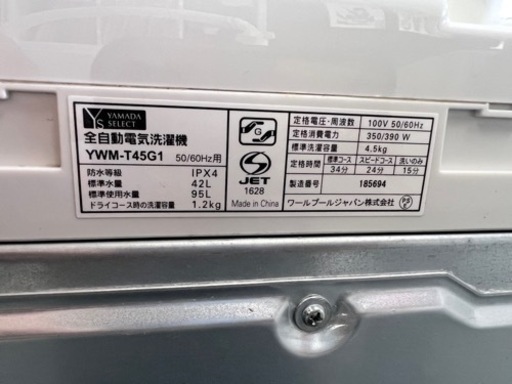 YS YAMADA
SELECT
全自動電気洗濯機
YWM-T45G1 50/60Hz用
防水等級 IPX4
標準水量 42L
標準使用水量 95L
ドライコース時の洗濯容量 1.2kg
G
JET
1628
Made in China
定格電圧・周波数 100V 50/60Hz
定格消費電力 350/390 W
標準洗濯容量 4.5kg
定格時間 標準コース スピードコース 洗いのみ
34分 24分 15分
製造番号 185694
ワールプールジャパン株式会社